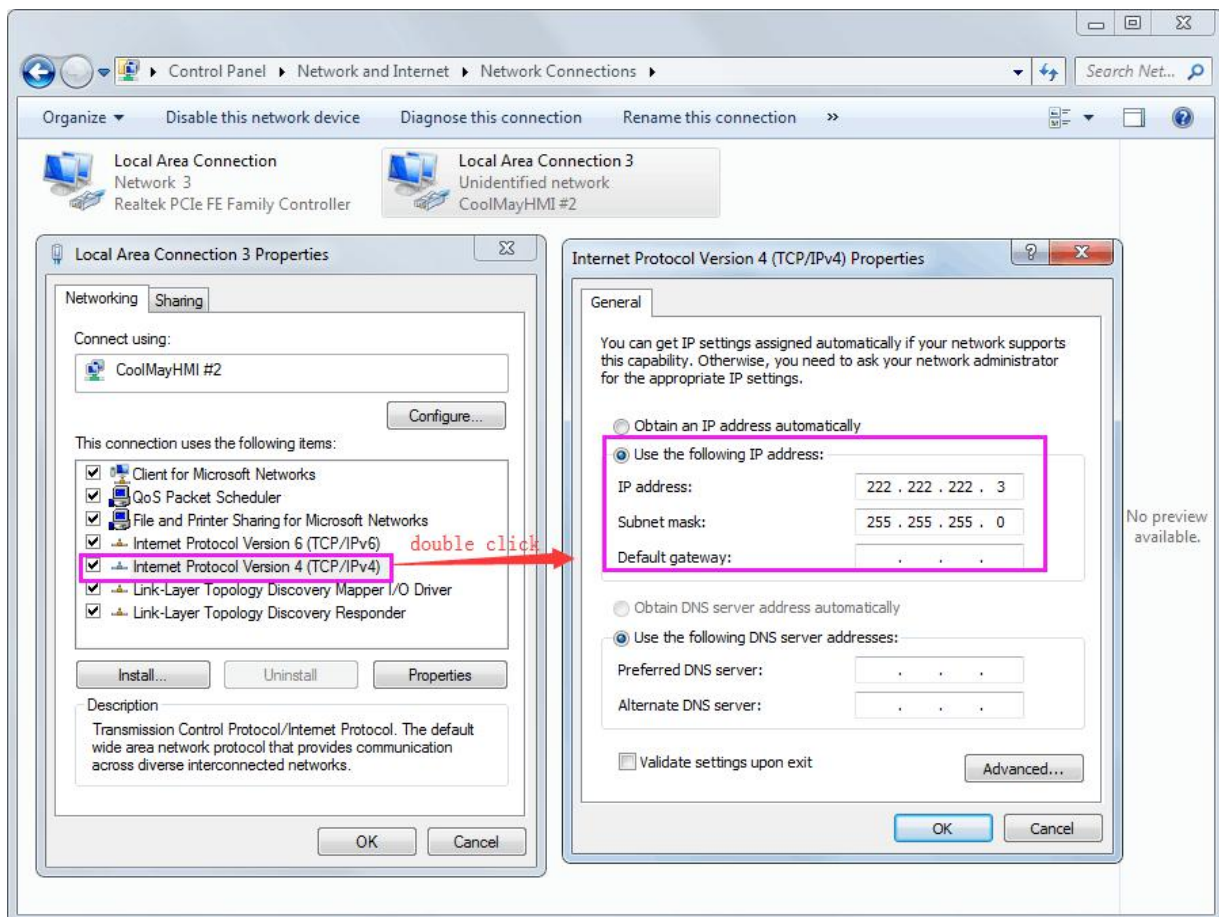 Control Panel Network and Internet Network Connections
Search Net...
Organize Disable this network device Diagnose this connection Rename this connection »
Local Area Connection
Network 3
Realtek PCIe FE Family Controller
Local Area Connection 3
Unidentified network
CoolMayHMI #2
Local Area Connection 3 Properties
Networking Sharing
Connect using:
CoolMayHMI #2
Configure...
This connection uses the following items:
Client for Microsoft Networks
QoS Packet Scheduler
File and Printer Sharing for Microsoft Networks
Internet Protocol Version 6 (TCP/IPv6)
Internet Protocol Version 4 (TCP/IPv4)
Link-Layer Topology Discovery Mapper I/O Driver
Link-Layer Topology Discovery Responder
Install... Uninstall Properties
Description
Transmission Control Protocol/Internet Protocol. The default
wide area network protocol that provides communication
across diverse interconnected networks.
OK Cancel
double click
Internet Protocol Version 4 (TCP/IPv4) Properties
General
You can get IP settings assigned automatically if your network supports
this capability. Otherwise, you need to ask your network administrator
for the appropriate IP settings.
Obtain an IP address automatically
Use the following IP address:
IP address: 222 . 222 . 222 . 3
Subnet mask: 255 . 255 . 255 . 0
Default gateway: . . .
Obtain DNS server address automatically
Use the following DNS server addresses:
Preferred DNS server: . . .
Alternate DNS server: . . .
Validate settings upon exit
Advanced...
OK Cancel
No preview
available.